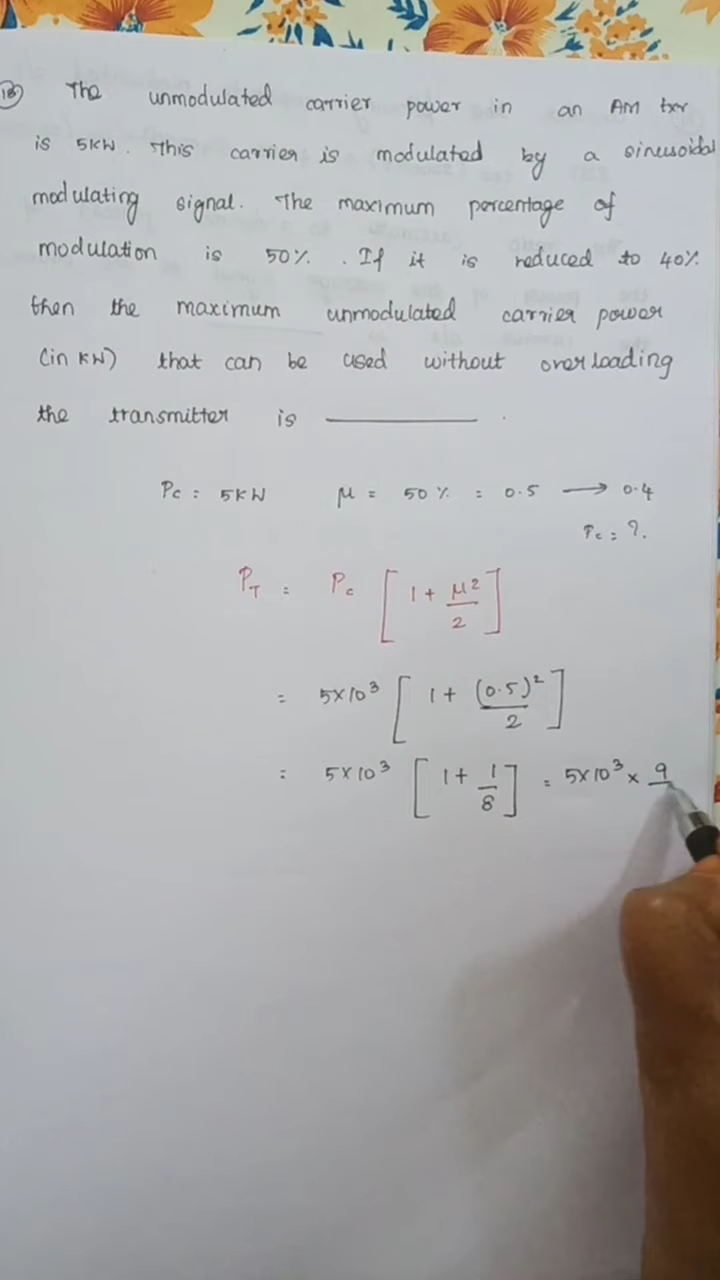 18 The unmodulated carrier power in an AM txr
is 5KW. This carrier is modulated by a sinusoidal
modulating signal. The maximum percentage of
modulation is 50%. If it is reduced to 40%
then the maximum unmodulated carrier power
(in KW) that can be used without overloading
the transmitter is ________ .
Pc = 5KW μ = 50% = 0.5 → 0.4
Pc = ?.
PT = Pc [1 + μ²/2]
= 5×10³ [1 + (0.5)²/2]
= 5×10³ [1 + 1/8] = 5×10³ × 9